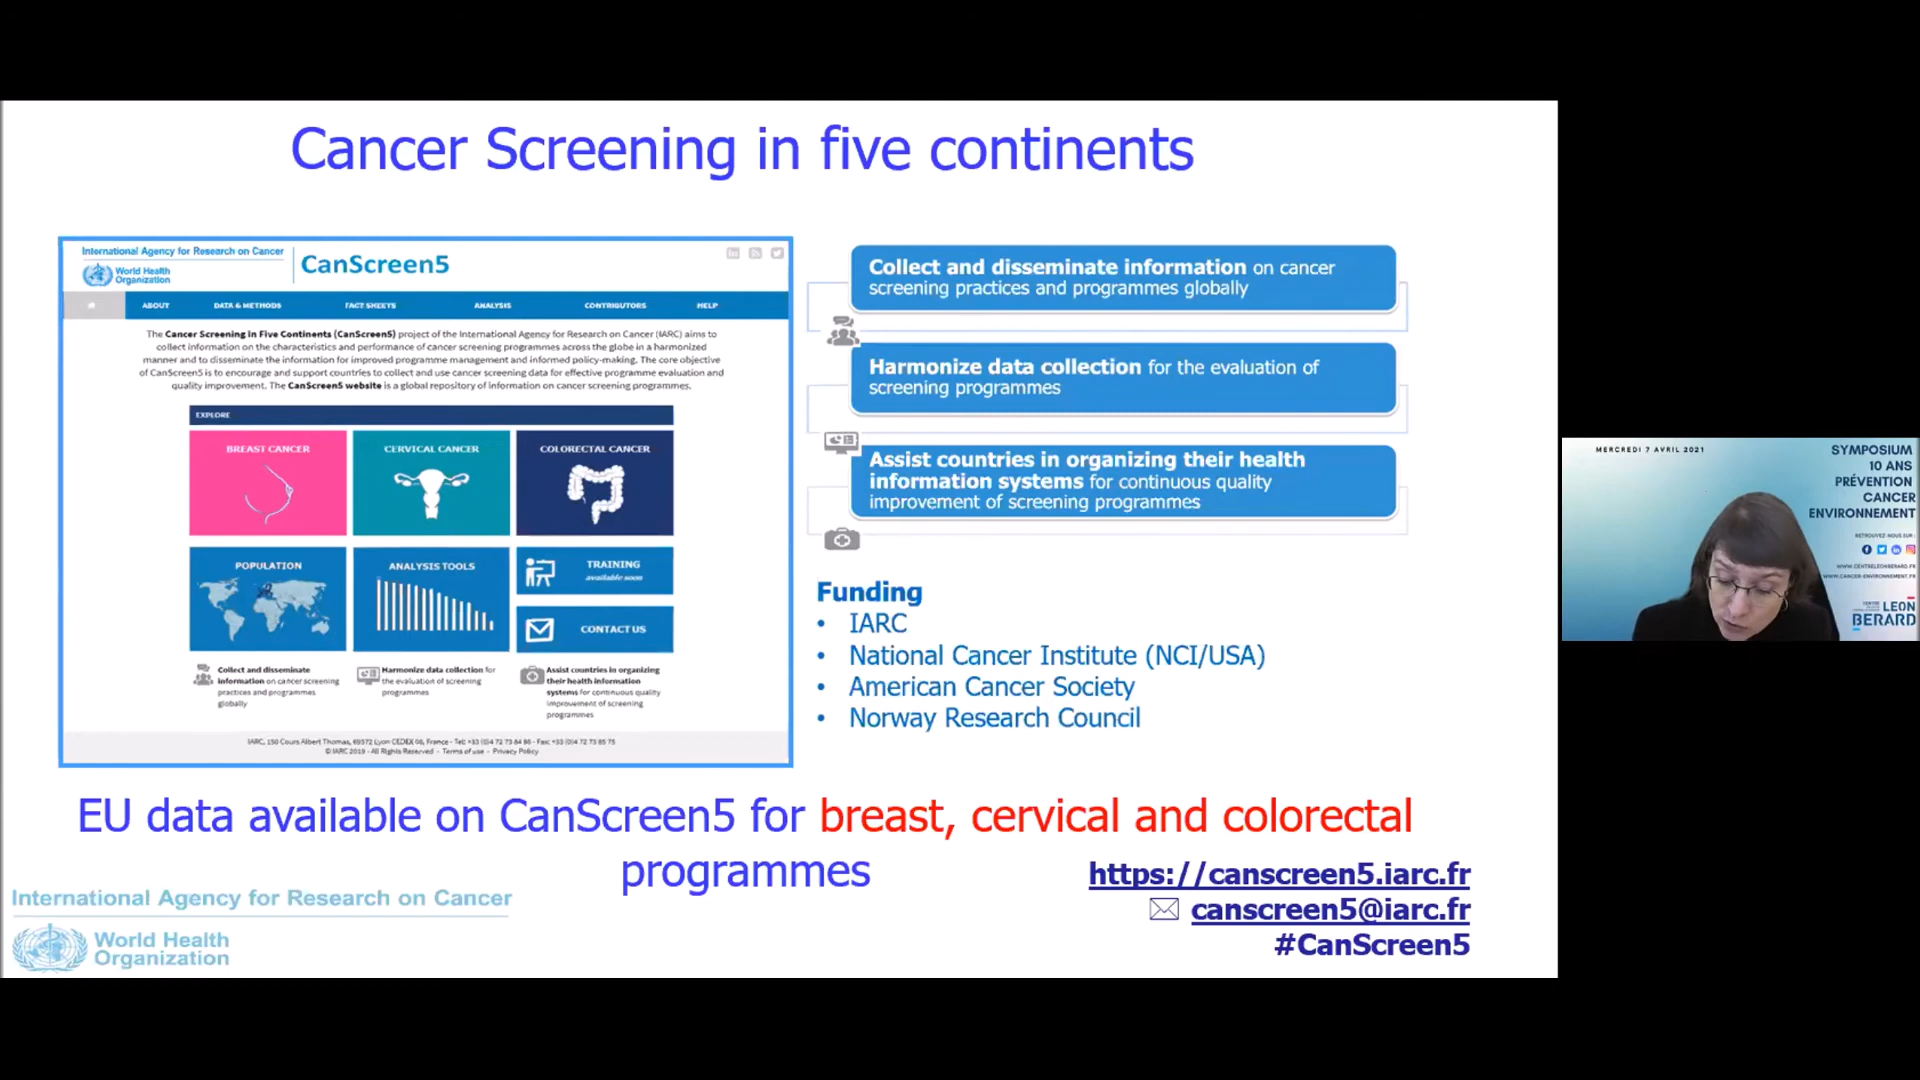 Cancer Screening in five continents
International Agency for Research on Cancer
World Health
Organization
CanScreen5
ABOUT DATA & METHODS FACT SHEETS ANALYSIS CONTRIBUTORS HELP
The Cancer Screening in Five Continents (CanScreen5) project of the International Agency for Research on Cancer (IARC) aims to
collect information on the characteristics and performance of cancer screening programmes across the globe in a harmonized
manner and to disseminate the information for improved programme management and informed policy-making. The core objective
of CanScreen5 is to encourage and support countries to collect and use cancer screening data for effective programme evaluation and
quality improvement. The CanScreen5 website is a global repository of information on cancer screening programmes.
EXPLORE
BREAST CANCER
CERVICAL CANCER
COLORECTAL CANCER
POPULATION
ANALYSIS TOOLS
TRAINING
available soon
CONTACT US
Collect and disseminate
information on cancer screening
practices and programmes
globally
Harmonize data collection for
the evaluation of screening
programmes
Assist countries in organizing
their health information
systems for continuous quality
improvement of screening
programmes
IARC, 150 Cours Albert Thomas, 69372 Lyon CEDEX 08, France - Tel: +33 (0)4 72 73 84 86 - Fax: +33 (0)4 72 73 85 75
© IARC 2019 - All Rights Reserved - Terms of use - Privacy Policy
Collect and disseminate information on cancer
screening practices and programmes globally
Harmonize data collection for the evaluation of
screening programmes
Assist countries in organizing their health
information systems for continuous quality
improvement of screening programmes
Funding
• IARC
• National Cancer Institute (NCI/USA)
• American Cancer Society
• Norway Research Council
EU data available on CanScreen5 for breast, cervical and colorectal
programmes
https://canscreen5.iarc.fr
canscreen5@iarc.fr
#CanScreen5
International Agency for Research on Cancer
World Health
Organization
MERCREDI 7 AVRIL 2021
SYMPOSIUM
10 ANS
PRÉVENTION
CANCER
ENVIRONNEMENT
RETROUVEZ-NOUS SUR :
WWW.CENTRELEONBERARD.FR
WWW.CANCER-ENVIRONNEMENT.FR
LEON
BERARD